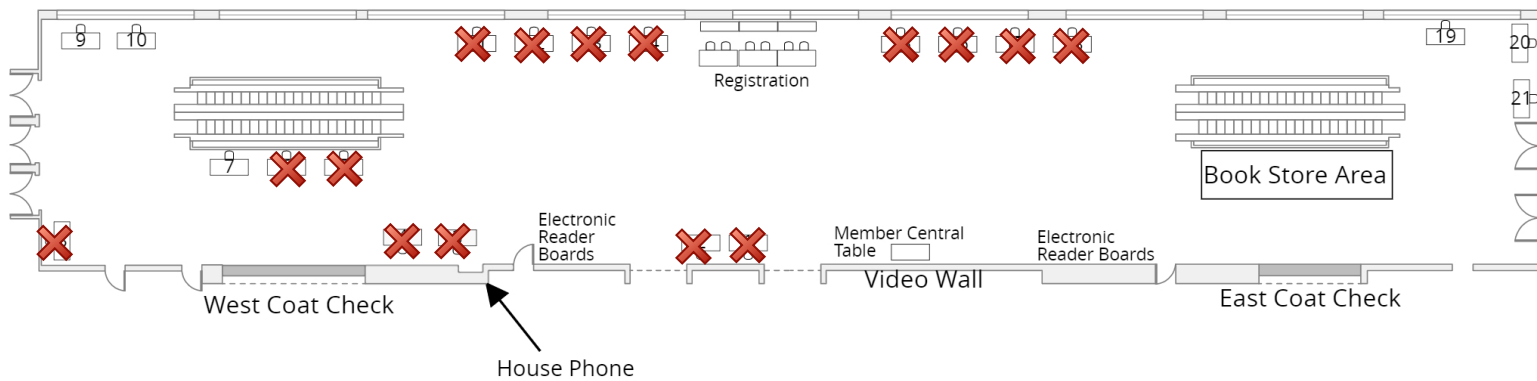 9
10
19
20
21
Registration
7
Book Store Area
Electronic
Reader
Boards
Member Central
Table
Electronic
Reader Boards
Video Wall
West Coat Check
East Coat Check
House Phone